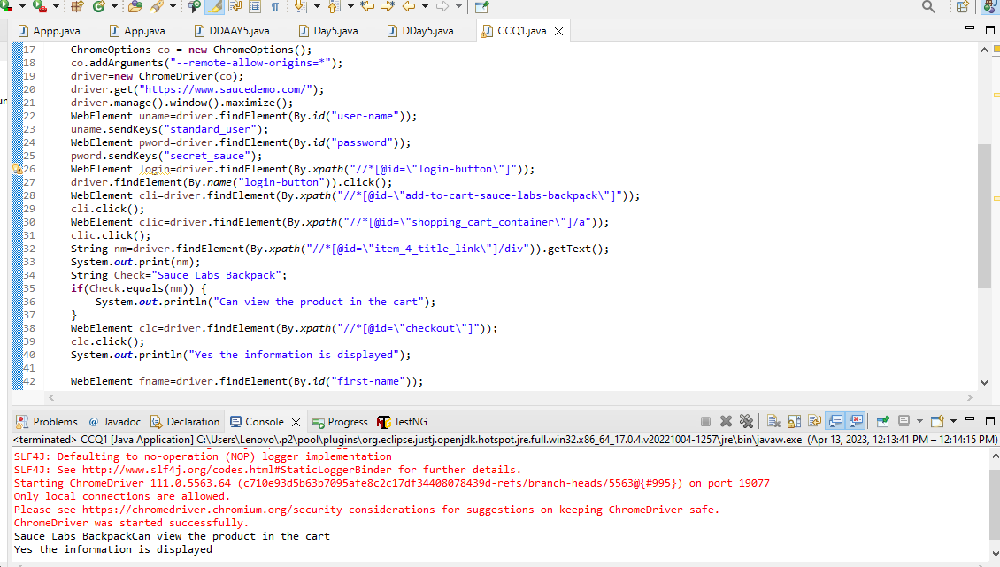 Appp.java App.java DDAAY5.java Day5.java DDay5.java CCQ1.java
17 ChromeOptions co = new ChromeOptions();
18 co.addArguments("--remote-allow-origins=*");
19 driver=new ChromeDriver(co);
20 driver.get("https://www.saucedemo.com/");
21 driver.manage().window().maximize();
22 WebElement uname=driver.findElement(By.id("user-name"));
23 uname.sendKeys("standard_user");
24 WebElement pword=driver.findElement(By.id("password"));
25 pword.sendKeys("secret_sauce");
26 WebElement login=driver.findElement(By.xpath("//*[@id=\"login-button\"]"));
27 driver.findElement(By.name("login-button")).click();
28 WebElement cli=driver.findElement(By.xpath("//*[@id=\"add-to-cart-sauce-labs-backpack\"]"));
29 cli.click();
30 WebElement clic=driver.findElement(By.xpath("//*[@id=\"shopping_cart_container\"]/a"));
31 clic.click();
32 String nm=driver.findElement(By.xpath("//*[@id=\"item_4_title_link\"]/div")).getText();
33 System.out.print(nm);
34 String Check="Sauce Labs Backpack";
35 if(Check.equals(nm)) {
36 System.out.println("Can view the product in the cart");
37 }
38 WebElement clc=driver.findElement(By.xpath("//*[@id=\"checkout\"]"));
39 clc.click();
40 System.out.println("Yes the information is displayed");
41
42 WebElement fname=driver.findElement(By.id("first-name"));
Problems Javadoc Declaration Console Progress TestNG
<terminated> CCQ1 [Java Application] C:\Users\Lenovo\.p2\pool\plugins\org.eclipse.justj.openjdk.hotspot.jre.full.win32.x86_64_17.0.4.v20221004-1257\jre\bin\javaw.exe (Apr 13, 2023, 12:13:41 PM – 12:14:15 PM)
SLF4J: Defaulting to no-operation (NOP) logger implementation
SLF4J: See http://www.slf4j.org/codes.html#StaticLoggerBinder for further details.
Starting ChromeDriver 111.0.5563.64 (c710e93d5b63b7095afe8c2c17df34408078439d-refs/branch-heads/5563@{#995}) on port 19077
Only local connections are allowed.
Please see https://chromedriver.chromium.org/security-considerations for suggestions on keeping ChromeDriver safe.
ChromeDriver was started successfully.
Sauce Labs BackpackCan view the product in the cart
Yes the information is displayed